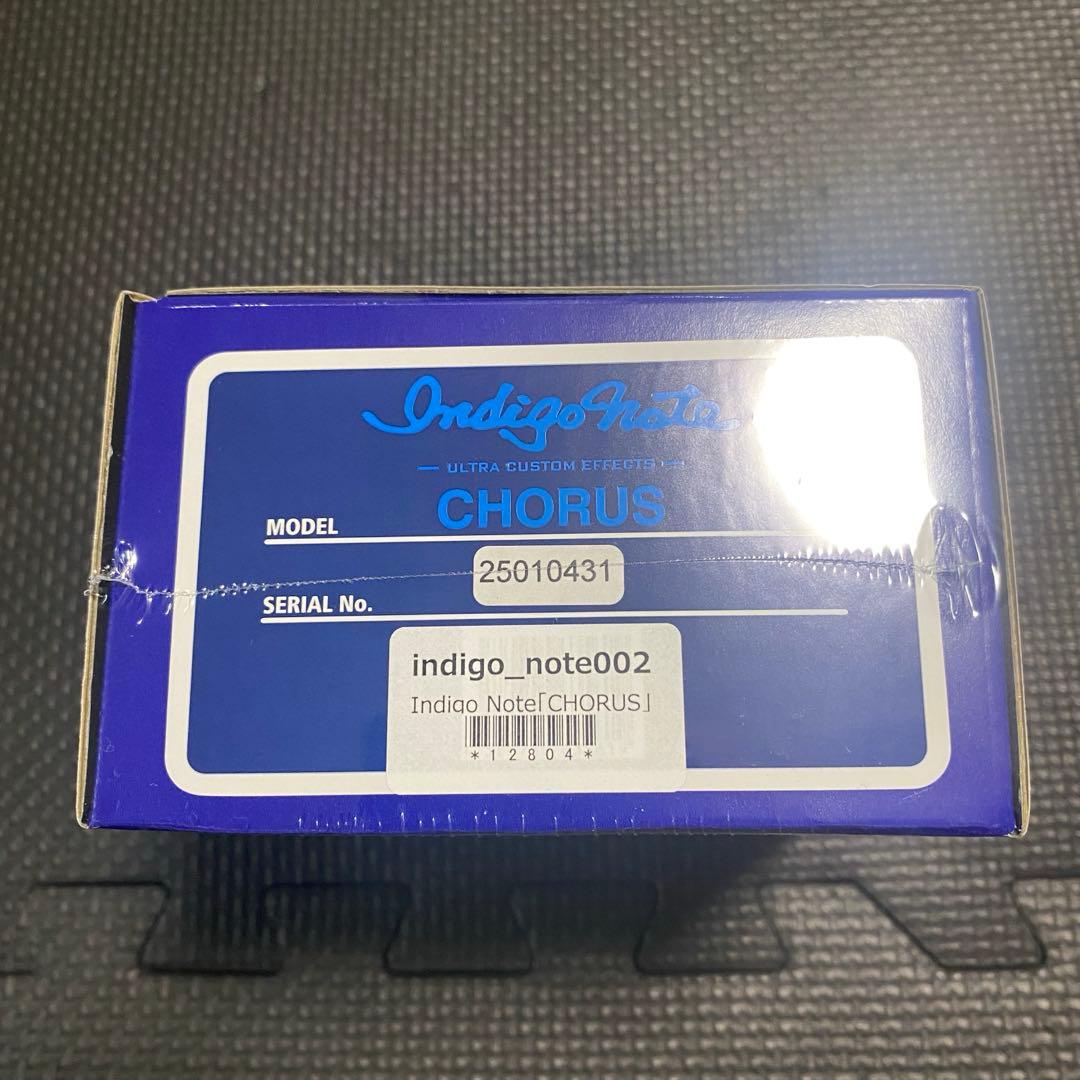 Indigo Note
ULTRA CUSTOM EFFECTS
CHORUS
MODEL
25010431
SERIAL No.
indigo_note002
Indigo Note「CHORUS」
*12804*